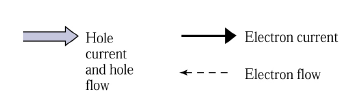 Hole
current
and hole
flow
Electron current
Electron flow